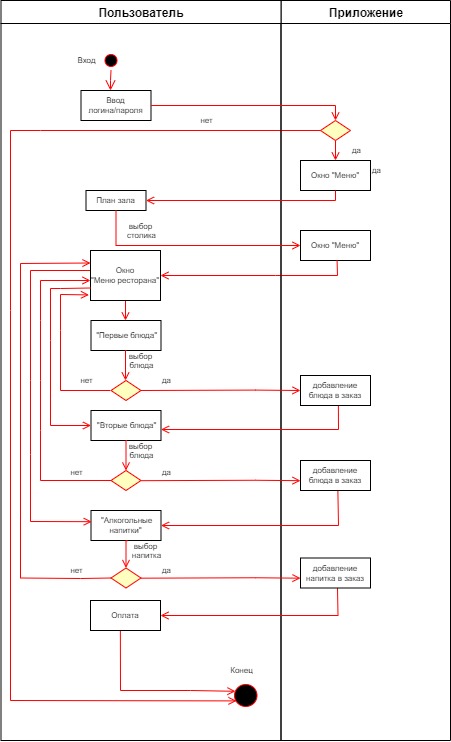 Пользователь
Приложение
Вход
Ввод
логина/пароля
нет
да
Окно "Меню"
да
План зала
выбор
столика
Окно "Меню"
Окно
"Меню ресторана"
"Первые блюда"
выбор
блюда
нет
да
добавление
блюда в заказ
"Вторые блюда"
выбор
блюда
нет
да
добавление
блюда в заказ
"Алкогольные
напитки"
выбор
напитка
нет
да
добавление
напитка в заказ
Оплата
Конец